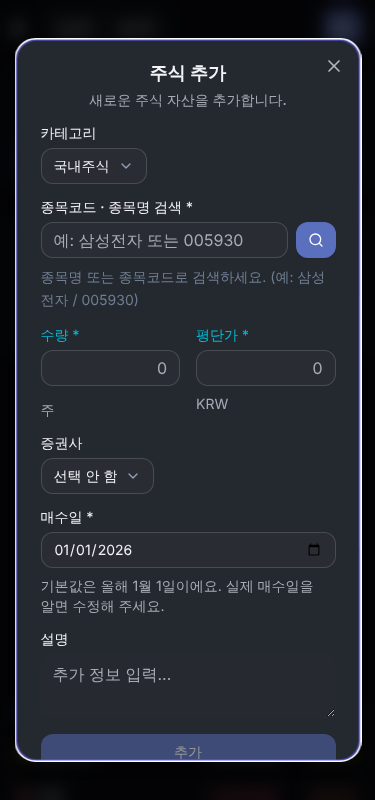 주식 추가
새로운 주식 자산을 추가합니다.
카테고리
국내주식
종목코드 · 종목명 검색 *
예: 삼성전자 또는 005930
종목명 또는 종목코드로 검색하세요. (예: 삼성
전자 / 005930)
수량 * 평단가 *
0 0
주 KRW
증권사
선택 안 함
매수일 *
01/01/2026
기본값은 올해 1월 1일이에요. 실제 매수일을
알면 수정해 주세요.
설명
추가 정보 입력...
추가